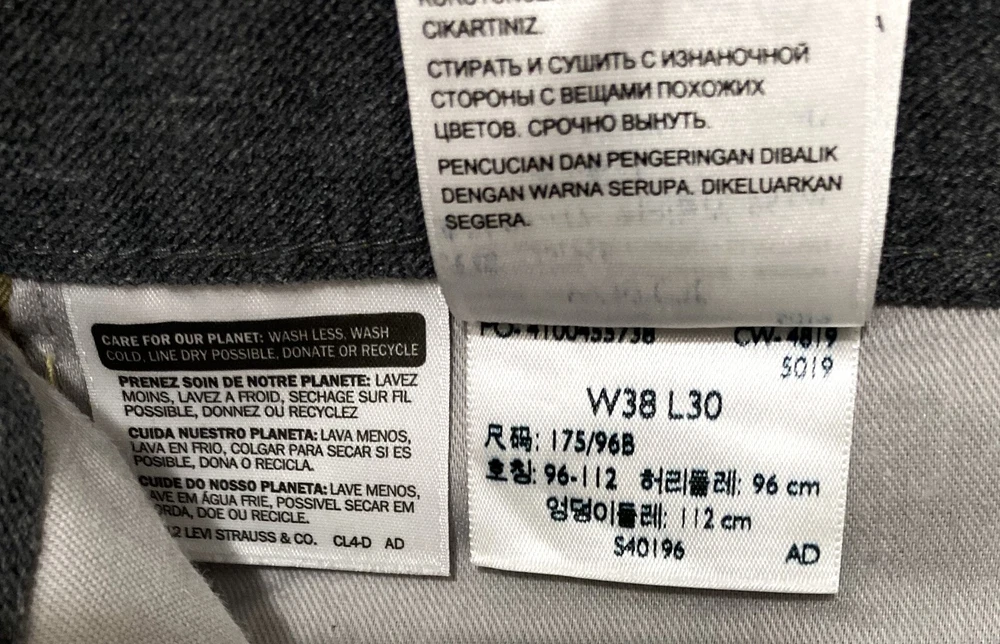 CIKARTINIZ.
СТИРАТЬ И СУШИТЬ С ИЗНАНОЧНОЙ
СТОРОНЫ С ВЕЩАМИ ПОХОЖИХ
ЦВЕТОВ. СРОЧНО ВЫНУТЬ.
PENCUCIAN DAN PENGERINGAN DIBALIK
DENGAN WARNA SERUPA. DIKELUARKAN
SEGERA.
CARE FOR OUR PLANET: WASH LESS, WASH
COLD, LINE DRY POSSIBLE, DONATE OR RECYCLE
PRENEZ SOIN DE NOTRE PLANETE: LAVEZ
MOINS, LAVEZ A FROID, SECHAGE SUR FIL
POSSIBLE, DONNEZ OU RECYCLEZ
CUIDA NUESTRO PLANETA: LAVA MENOS,
LAVA EN FRIO, COLGAR PARA SECAR SI ES
POSIBLE, DONA O RECICLA.
CUIDE DO NOSSO PLANETA: LAVE MENOS,
AVE EM ÁGUA FRIE, POSSIVEL SECAR EM
ORDA, DOE OU RECICLE.
2 LEVI STRAUSS & CO. CL4-D AD
PO- 4100455738 CW- 4819
5019
W38 L30
尺码: 175/96B
호칭: 96-112 허리둘레: 96 cm
엉덩이둘레: 112 cm
S40196 AD